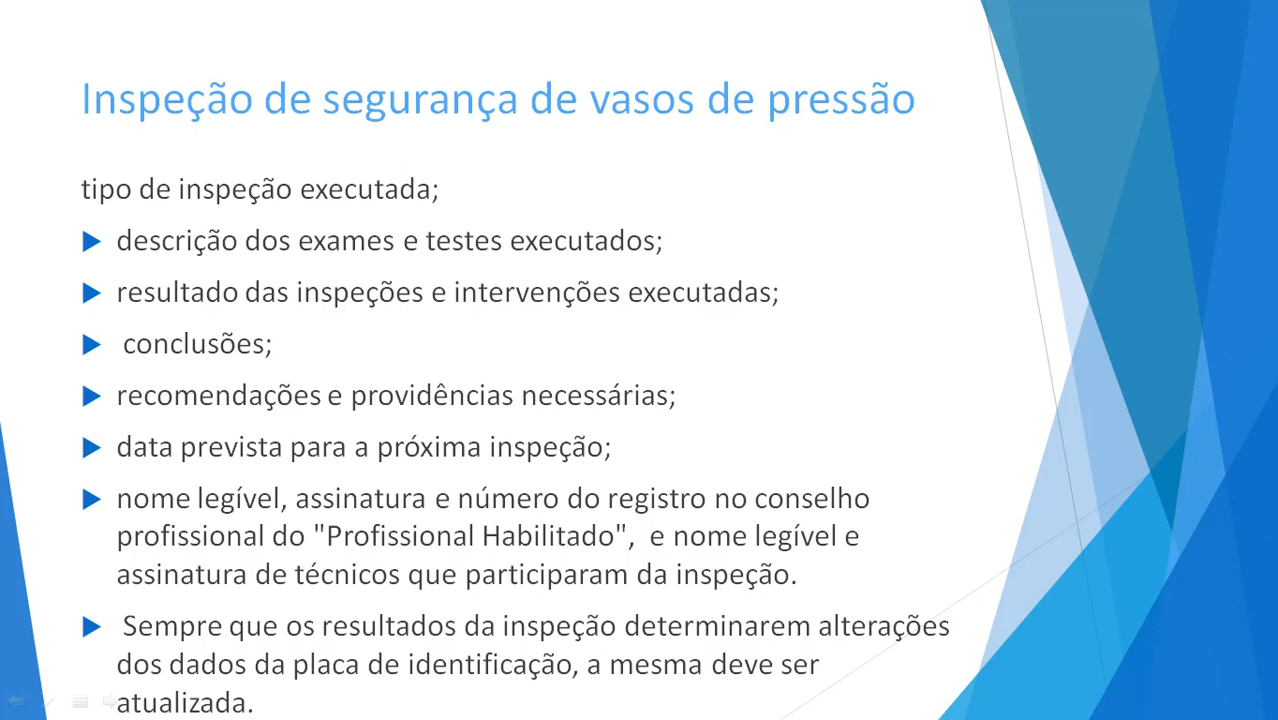 Inspeção de segurança de vasos de pressão
tipo de inspeção executada;
descrição dos exames e testes executados;
resultado das inspeções e intervenções executadas;
conclusões;
recomendações e providências necessárias;
data prevista para a próxima inspeção;
nome legível, assinatura e número do registro no conselho
profissional do "Profissional Habilitado", e nome legível e
assinatura de técnicos que participaram da inspeção.
Sempre que os resultados da inspeção determinarem alterações
dos dados da placa de identificação, a mesma deve ser
atualizada.